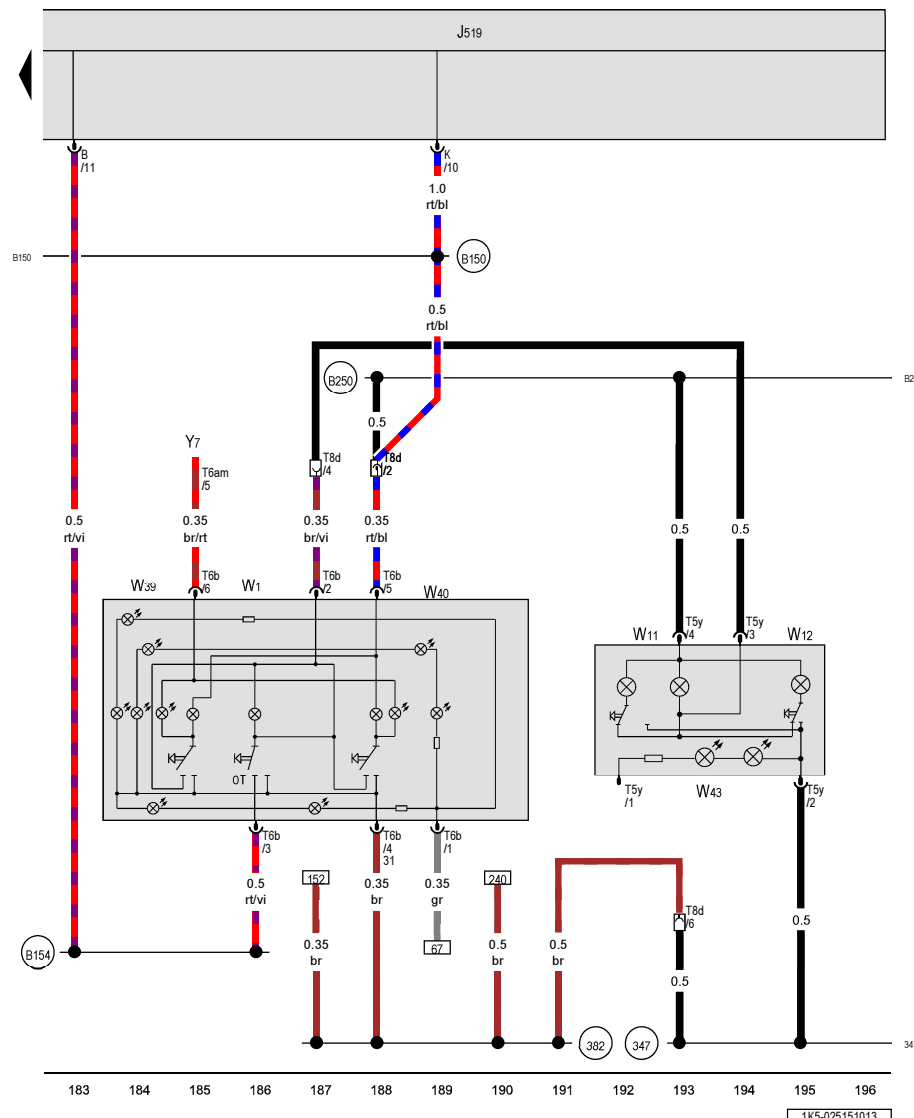 J519
B
/11
K
/10
1.0
rt/bl
B150
B150
0.5
rt/bl
B250
B2
0.5
Y7
T8d
/4
T8d
/2
T6am
/5
0.5
rt/vi
0.35
br/rt
0.35
br/vi
0.35
rt/bl
0.5
0.5
W39
T6b
/6
W1
T6b
/2
T6b
/5
W40
W11
T5y
/4
T5y
/3
W12
OT
W43
T5y
/1
T5y
/2
T6b
/3
T6b
/4
31
T6b
/1
0.5
rt/vi
152
0.35
br
0.35
gr
240
T8d
/6
0.5
B154
0.35
br
67
0.5
br
0.5
br
0.5
382
347
34
183 184 185 186 187 188 189 190 191 192 193 194 195 196
1K5-025151013